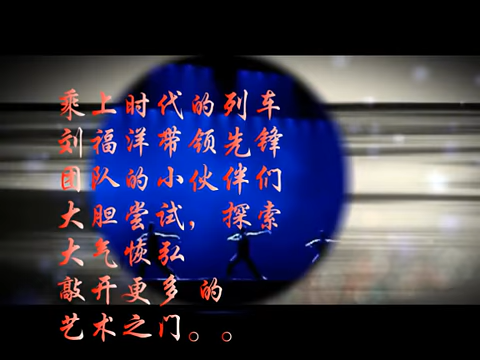 乘上时代的列车
刘福洋带领先锋
团队的小伙伴们
大胆尝试，探索
大气恢弘
敲开更多的
艺术之门。。